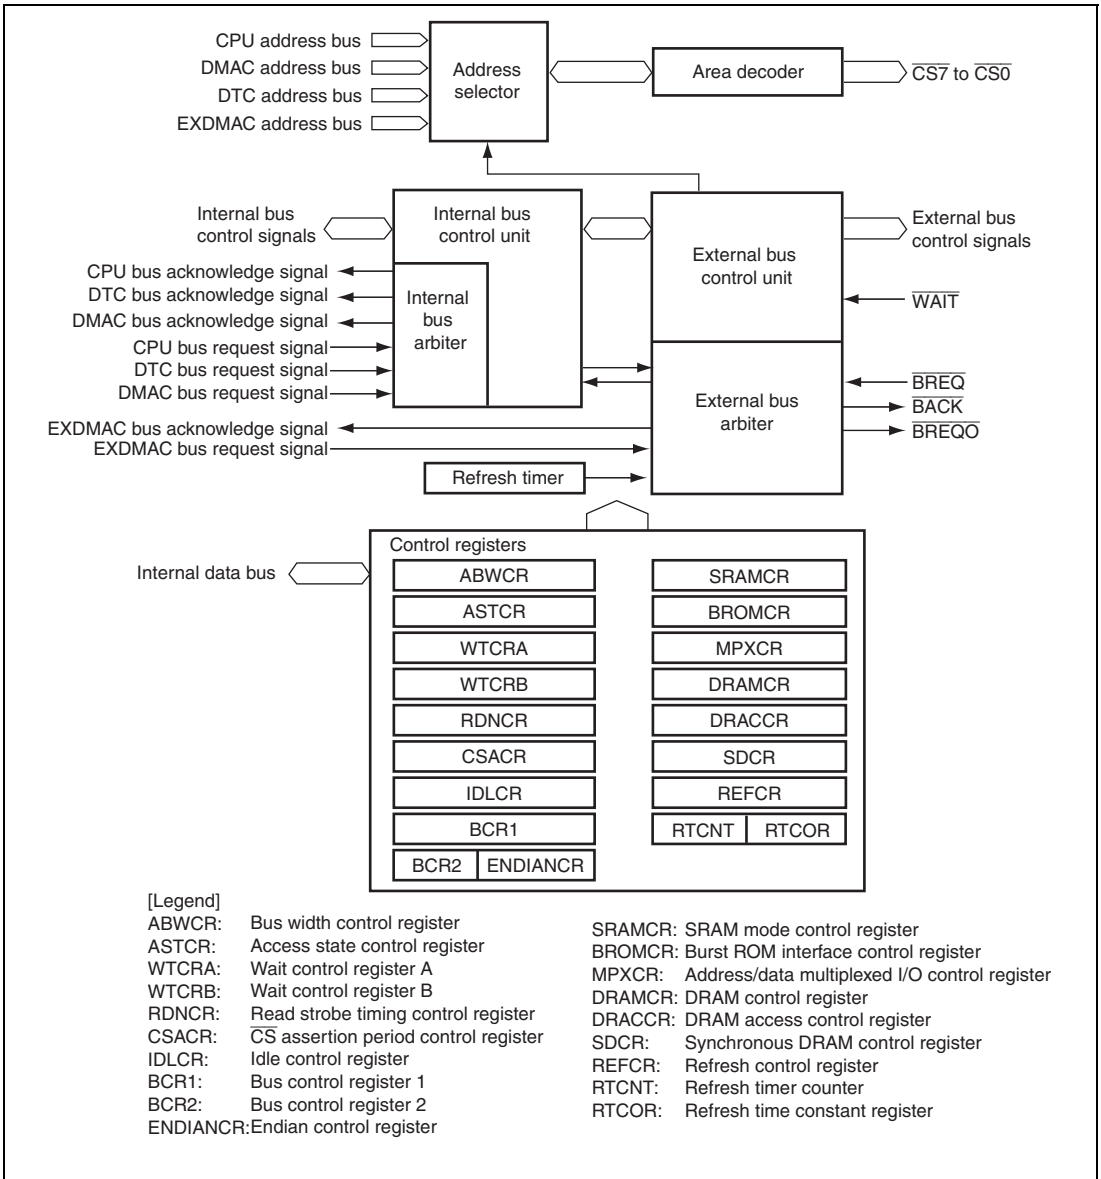 CPU address bus
DMAC address bus
DTC address bus
EXDMAC address bus
Address
selector
Area decoder
CS7 to CS0
Internal bus
control signals
Internal bus
control unit
External bus
control unit
External bus
control signals
CPU bus acknowledge signal
DTC bus acknowledge signal
DMAC bus acknowledge signal
CPU bus request signal
DTC bus request signal
DMAC bus request signal
Internal
bus
arbiter
WAIT
External bus
arbiter
BREQ
BACK
BREQO
EXDMAC bus acknowledge signal
EXDMAC bus request signal
Refresh timer
Internal data bus
Control registers
ABWCR
ASTCR
WTCRA
WTCRB
RDNCR
CSACR
IDLCR
BCR1
BCR2 ENDIANCR
SRAMCR
BROMCR
MPXCR
DRAMCR
DRACCR
SDCR
REFCR
RTCNT RTCOR
[Legend]
ABWCR: Bus width control register
ASTCR: Access state control register
WTCRA: Wait control register A
WTCRB: Wait control register B
RDNCR: Read strobe timing control register
CSACR: CS assertion period control register
IDLCR: Idle control register
BCR1: Bus control register 1
BCR2: Bus control register 2
ENDIANCR:Endian control register
SRAMCR: SRAM mode control register
BROMCR: Burst ROM interface control register
MPXCR: Address/data multiplexed I/O control register
DRAMCR: DRAM control register
DRACCR: DRAM access control register
SDCR: Synchronous DRAM control register
REFCR: Refresh control register
RTCNT: Refresh timer counter
RTCOR: Refresh time constant register